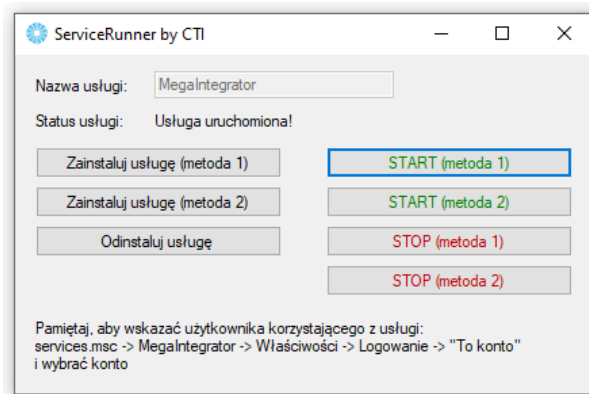 ServiceRunner by CTI
Nazwa usługi: MegaIntegrator
Status usługi: Usługa uruchomiona!
Zainstaluj usługę (metoda 1) START (metoda 1)
Zainstaluj usługę (metoda 2) START (metoda 2)
Odinstaluj usługę STOP (metoda 1)
STOP (metoda 2)
Pamiętaj, aby wskazać użytkownika korzystającego z usługi:
services.msc -> MegaIntegrator -> Właściwości -> Logowanie -> "To konto"
i wybrać konto